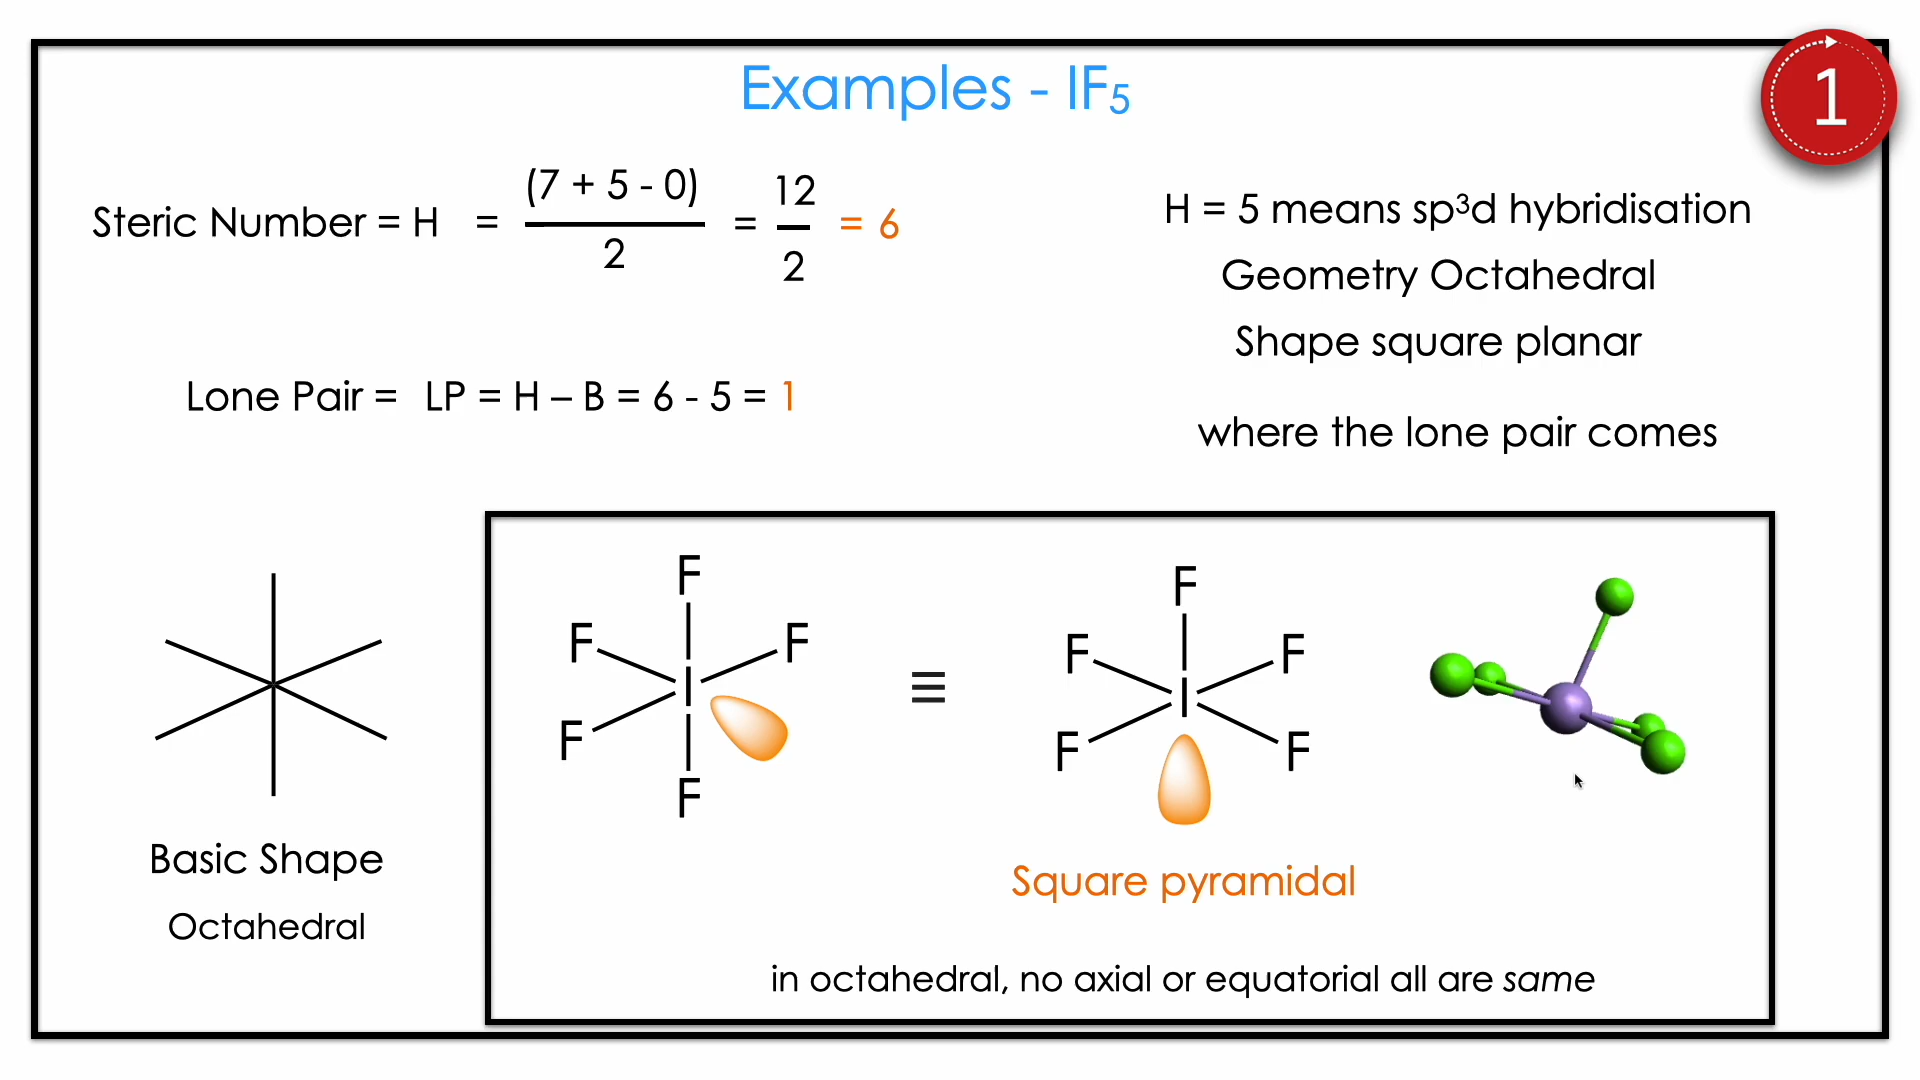 Examples - IF₅
1
Steric Number = H = (7 + 5 - 0) / 2 = 12 / 2 = 6
H = 5 means sp³d hybridisation
Geometry Octahedral
Shape square planar
Lone Pair = LP = H – B = 6 - 5 = 1
where the lone pair comes
F
F F
I
F
F
≡
F
F F
I
F F
Basic Shape
Octahedral
Square pyramidal
in octahedral, no axial or equatorial all are same